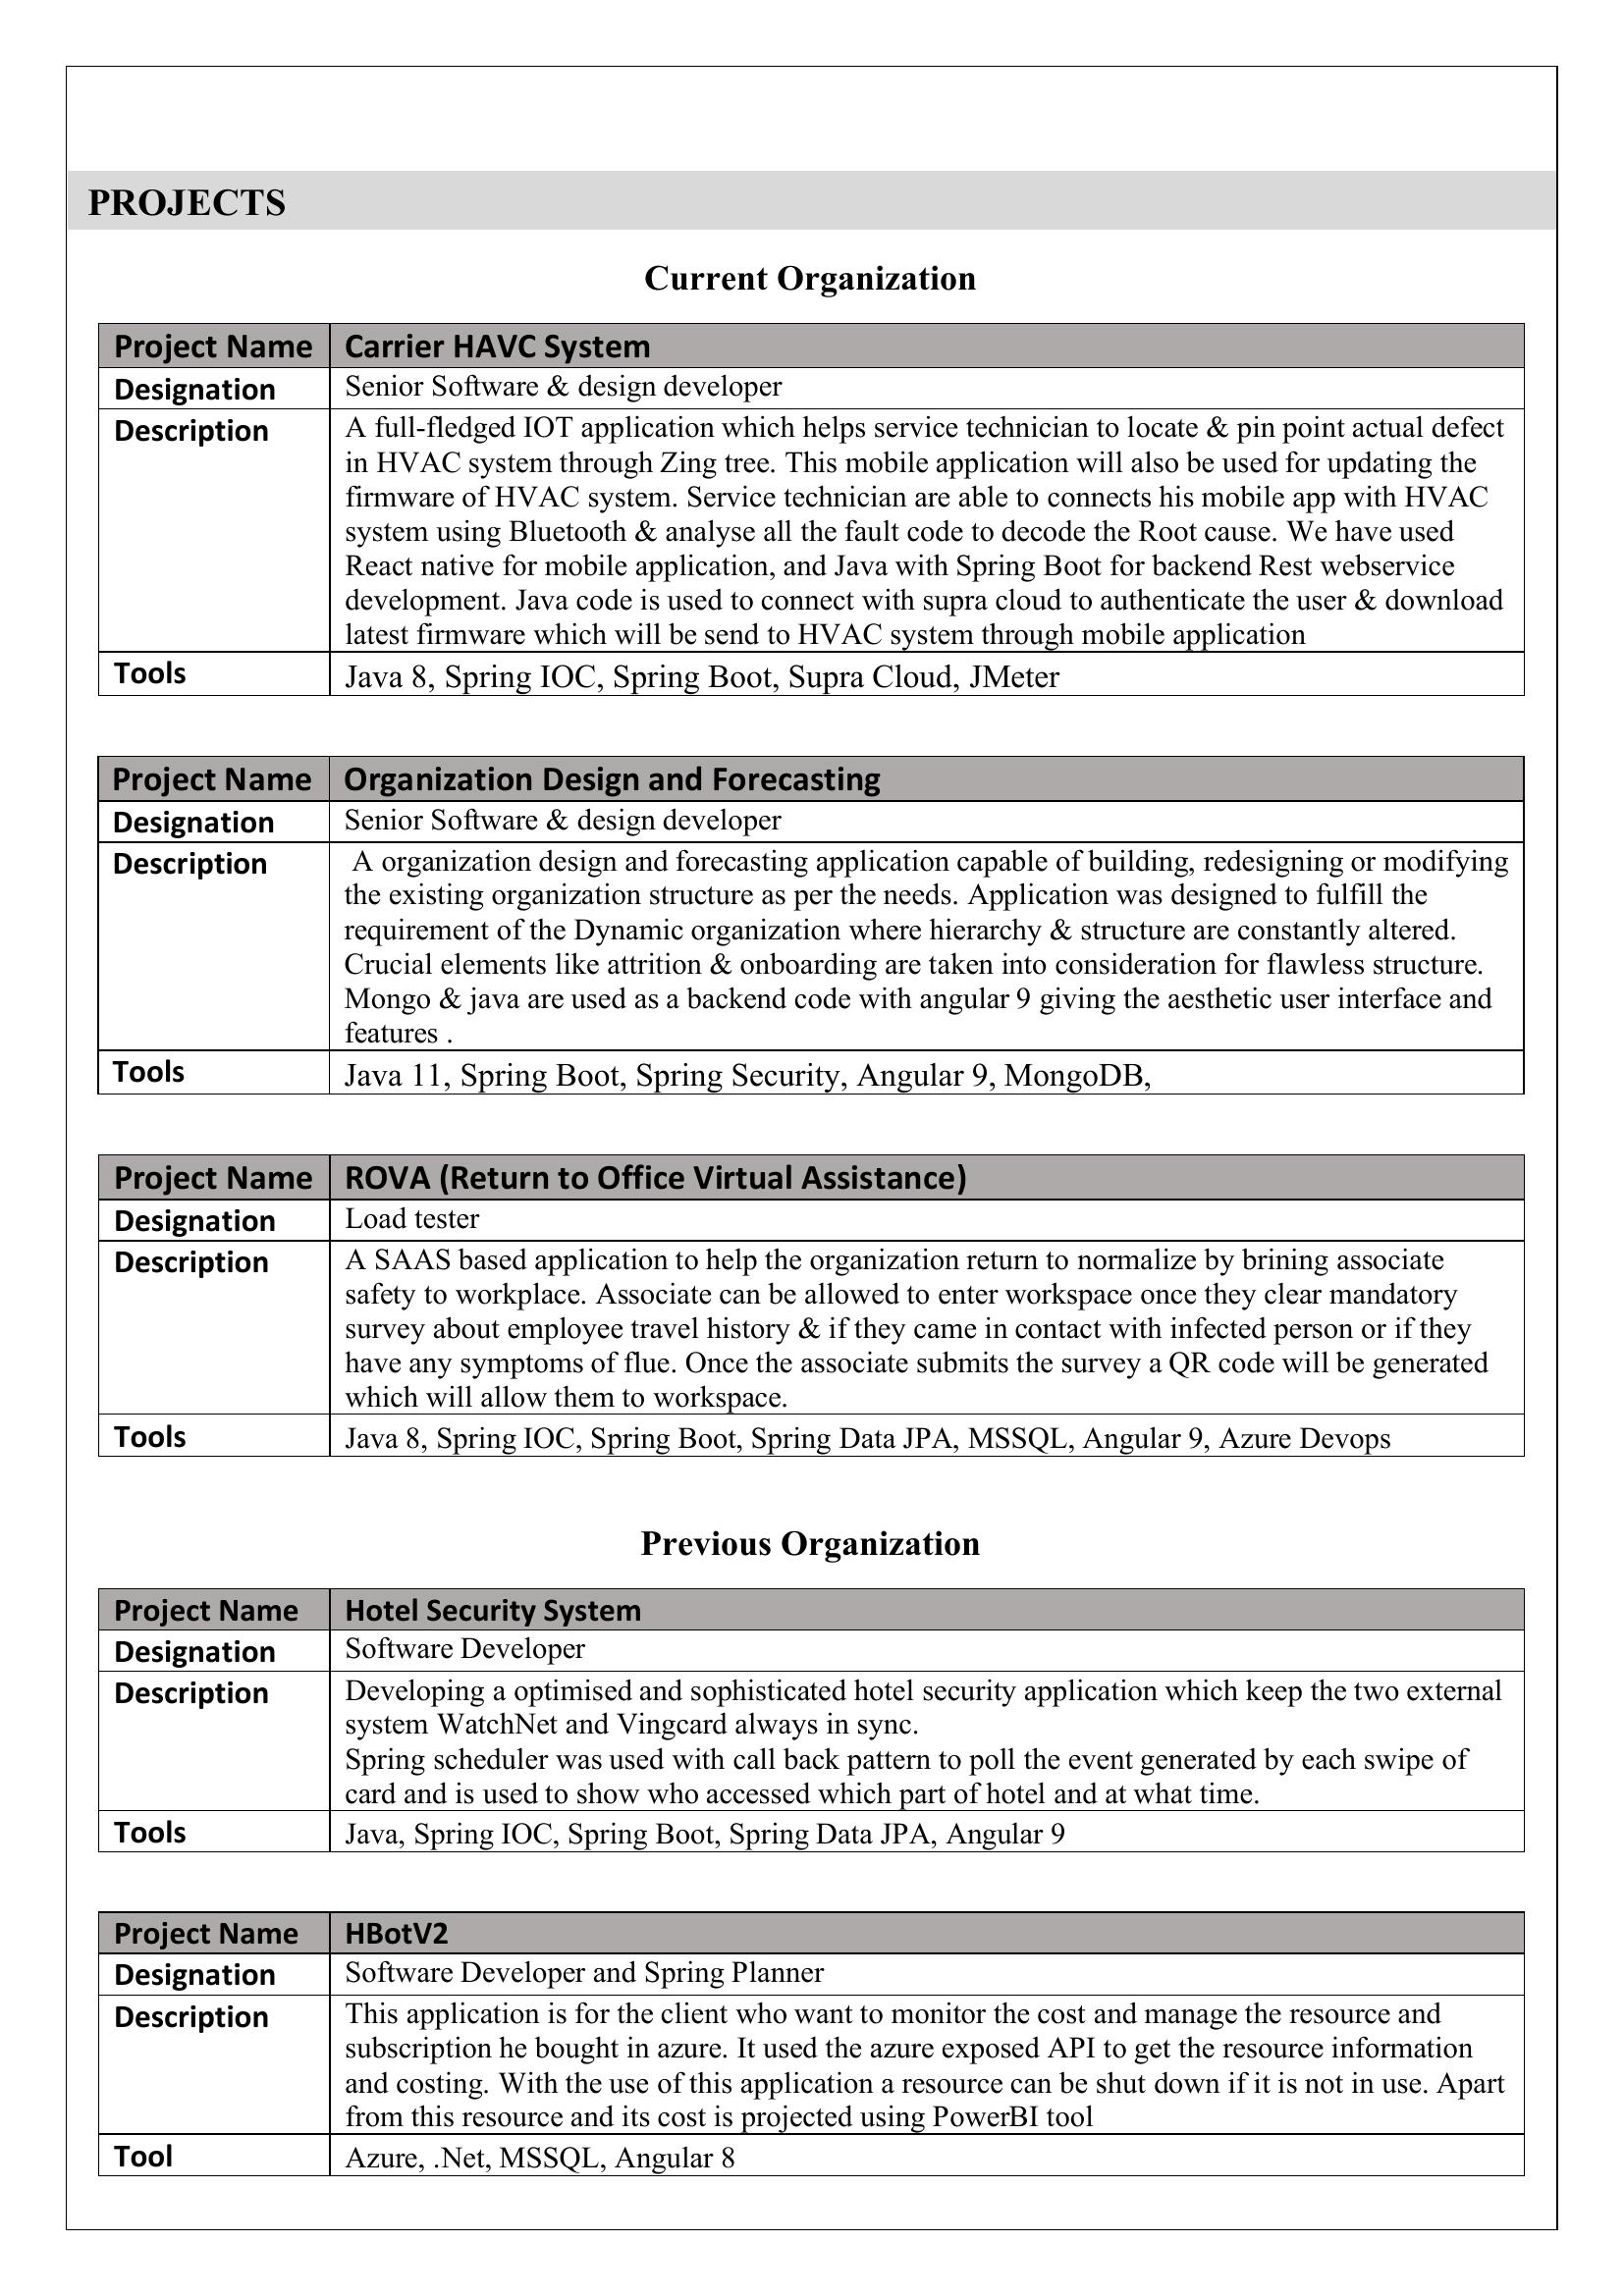 PROJECTS
Current Organization
Project Name Carrier HAVC System
Designation Senior Software & design developer
Description A full-fledged IOT application which helps service technician to locate & pin point actual defect
in HVAC system through Zing tree. This mobile application will also be used for updating the
firmware of HVAC system. Service technician are able to connects his mobile app with HVAC
system using Bluetooth & analyse all the fault code to decode the Root cause. We have used
React native for mobile application, and Java with Spring Boot for backend Rest webservice
development. Java code is used to connect with supra cloud to authenticate the user & download
latest firmware which will be send to HVAC system through mobile application
Tools Java 8, Spring IOC, Spring Boot, Supra Cloud, JMeter
Project Name Organization Design and Forecasting
Designation Senior Software & design developer
Description A organization design and forecasting application capable of building, redesigning or modifying
the existing organization structure as per the needs. Application was designed to fulfill the
requirement of the Dynamic organization where hierarchy & structure are constantly altered.
Crucial elements like attrition & onboarding are taken into consideration for flawless structure.
Mongo & java are used as a backend code with angular 9 giving the aesthetic user interface and
features .
Tools Java 11, Spring Boot, Spring Security, Angular 9, MongoDB,
Project Name ROVA (Return to Office Virtual Assistance)
Designation Load tester
Description A SAAS based application to help the organization return to normalize by brining associate
safety to workplace. Associate can be allowed to enter workspace once they clear mandatory
survey about employee travel history & if they came in contact with infected person or if they
have any symptoms of flue. Once the associate submits the survey a QR code will be generated
which will allow them to workspace.
Tools Java 8, Spring IOC, Spring Boot, Spring Data JPA, MSSQL, Angular 9, Azure Devops
Previous Organization
Project Name Hotel Security System
Designation Software Developer
Description Developing a optimised and sophisticated hotel security application which keep the two external
system WatchNet and Vingcard always in sync.
Spring scheduler was used with call back pattern to poll the event generated by each swipe of
card and is used to show who accessed which part of hotel and at what time.
Tools Java, Spring IOC, Spring Boot, Spring Data JPA, Angular 9
Project Name HBotV2
Designation Software Developer and Spring Planner
Description This application is for the client who want to monitor the cost and manage the resource and
subscription he bought in azure. It used the azure exposed API to get the resource information
and costing. With the use of this application a resource can be shut down if it is not in use. Apart
from this resource and its cost is projected using PowerBI tool
Tool Azure, .Net, MSSQL, Angular 8